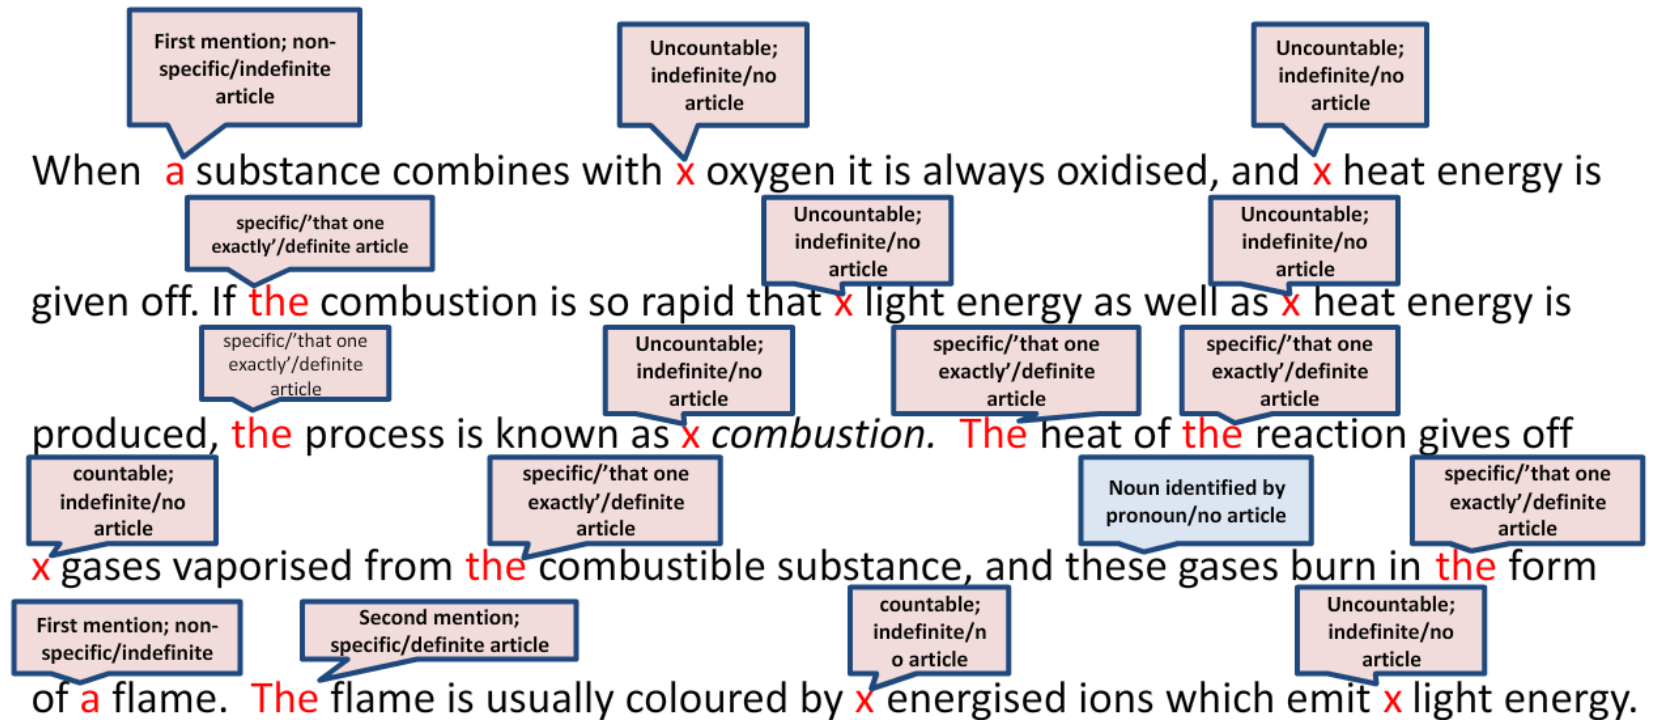 First mention; non-
specific/indefinite
article
Uncountable;
indefinite/no
article
Uncountable;
indefinite/no
article
When a substance combines with x oxygen it is always oxidised, and x heat energy is
specific/'that one
exactly'/definite article
Uncountable;
indefinite/no
article
Uncountable;
indefinite/no
article
given off. If the combustion is so rapid that x light energy as well as x heat energy is
specific/'that one
exactly'/definite
article
Uncountable;
indefinite/no
article
specific/'that one
exactly'/definite
article
specific/'that one
exactly'/definite
article
produced, the process is known as x combustion. The heat of the reaction gives off
countable;
indefinite/no
article
specific/'that one
exactly'/definite
article
Noun identified by
pronoun/no article
specific/'that one
exactly'/definite
article
x gases vaporised from the combustible substance, and these gases burn in the form
First mention; non-
specific/indefinite
Second mention;
specific/definite article
countable;
indefinite/n
o article
Uncountable;
indefinite/no
article
of a flame. The flame is usually coloured by x energised ions which emit x light energy.